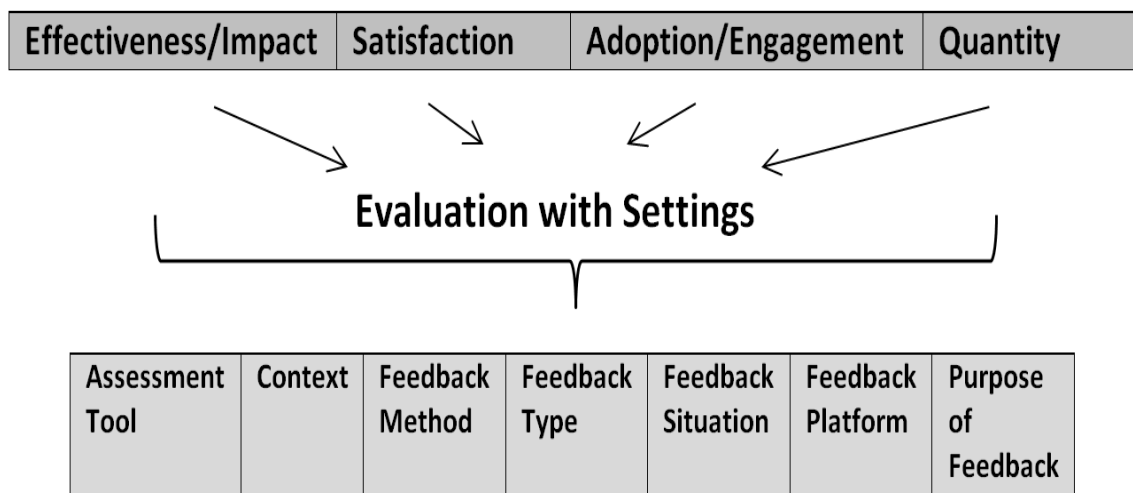 Effectiveness/Impact Satisfaction Adoption/Engagement Quantity
Evaluation with Settings
Assessment Context Feedback Feedback Feedback Feedback Purpose
Tool Method Type Situation Platform of
Feedback